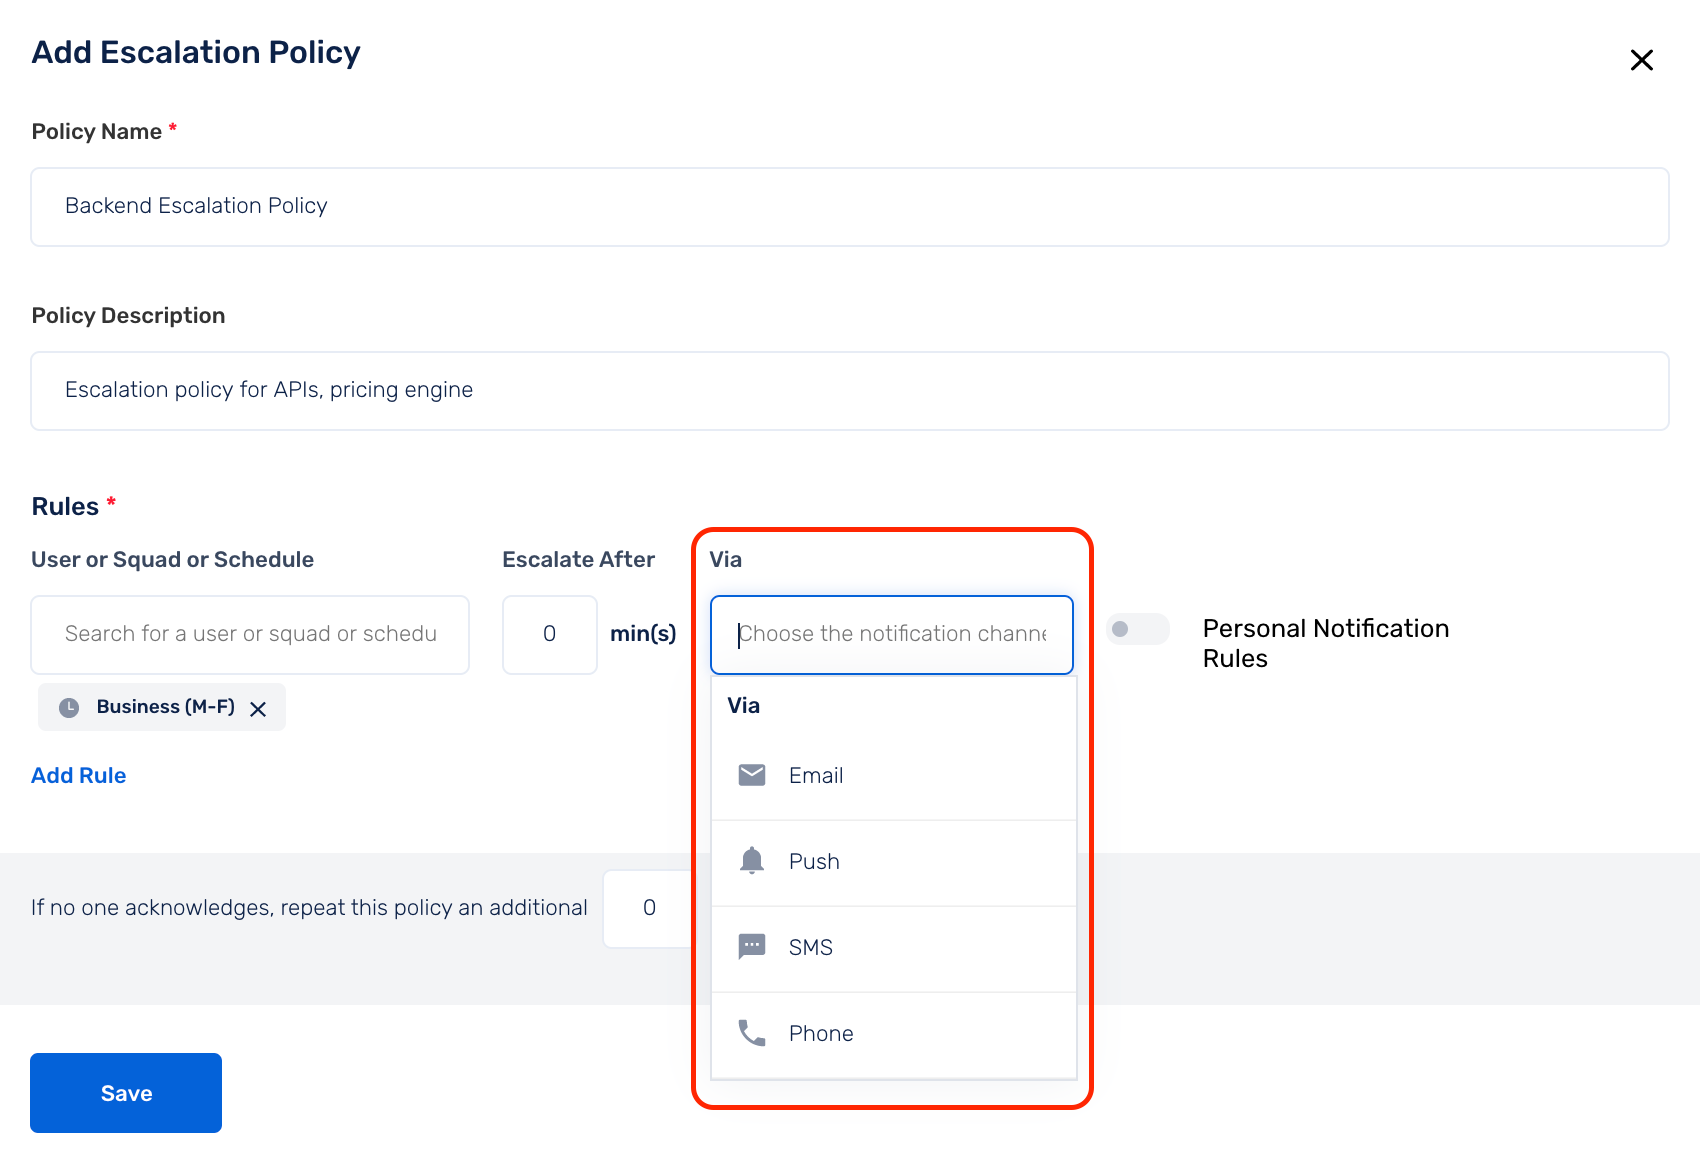 Add Escalation Policy
Policy Name *
Backend Escalation Policy
Policy Description
Escalation policy for APIs, pricing engine
Rules *
User or Squad or Schedule
Escalate After
Via
Search for a user or squad or schedu
0
min(s)
Choose the notification channe
Personal Notification
Rules
Business (M-F)
Via
Email
Push
SMS
Phone
Add Rule
If no one acknowledges, repeat this policy an additional
0
Save